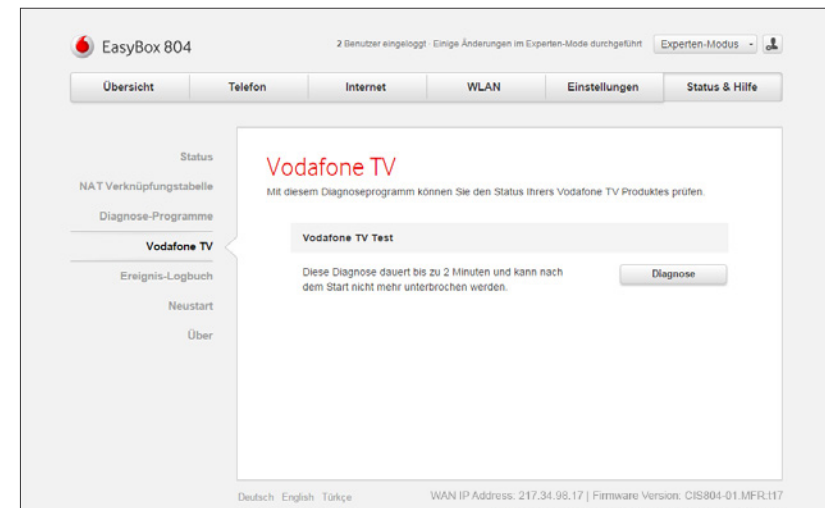 EasyBox 804
2 Benutzer eingeloggt · Einige Änderungen im Experten-Mode durchgeführt
Experten-Modus
Übersicht
Telefon
Internet
WLAN
Einstellungen
Status & Hilfe
Status
NAT Verknüpfungstabelle
Diagnose-Programme
Vodafone TV
Ereignis-Logbuch
Neustart
Über
Vodafone TV
Mit diesem Diagnoseprogramm können Sie den Status Ihrers Vodafone TV Produktes prüfen.
Vodafone TV Test
Diese Diagnose dauert bis zu 2 Minuten und kann nach
dem Start nicht mehr unterbrochen werden.
Diagnose
Deutsch English Türkçe
WAN IP Address: 217.34.98.17 | Firmware Version: CIS804-01.MFR.t17